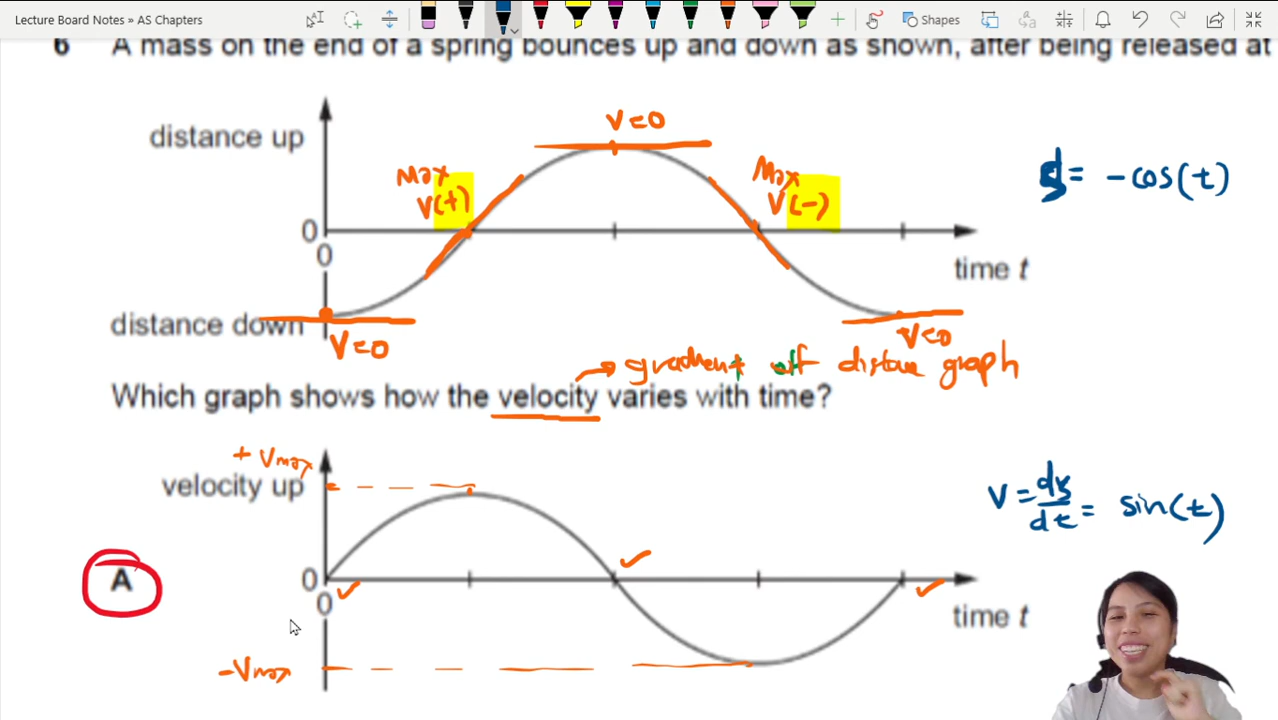 Lecture Board Notes » AS Chapters
Shapes
6 A mass on the end of a spring bounces up and down as shown, after being released at
distance up
V=0
Max
V(+)
Max
V(-)
= -cos(t)
0
0
time t
distance down
V=0
V=0
gradient of distance graph
Which graph shows how the velocity varies with time?
+ Vmax
velocity up
V = ds/dt = sin(t)
A
0
0
time t
-Vmax